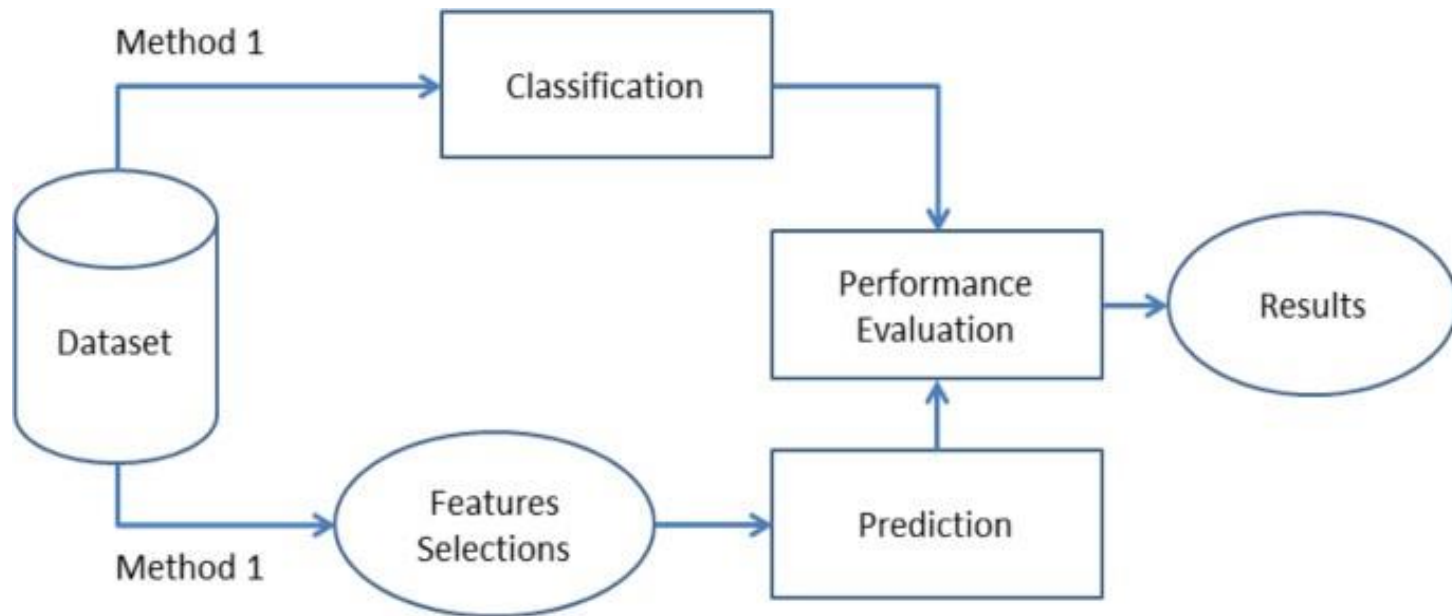 Method 1
Classification
Dataset
Performance
Evaluation
Results
Features
Selections
Prediction
Method 1